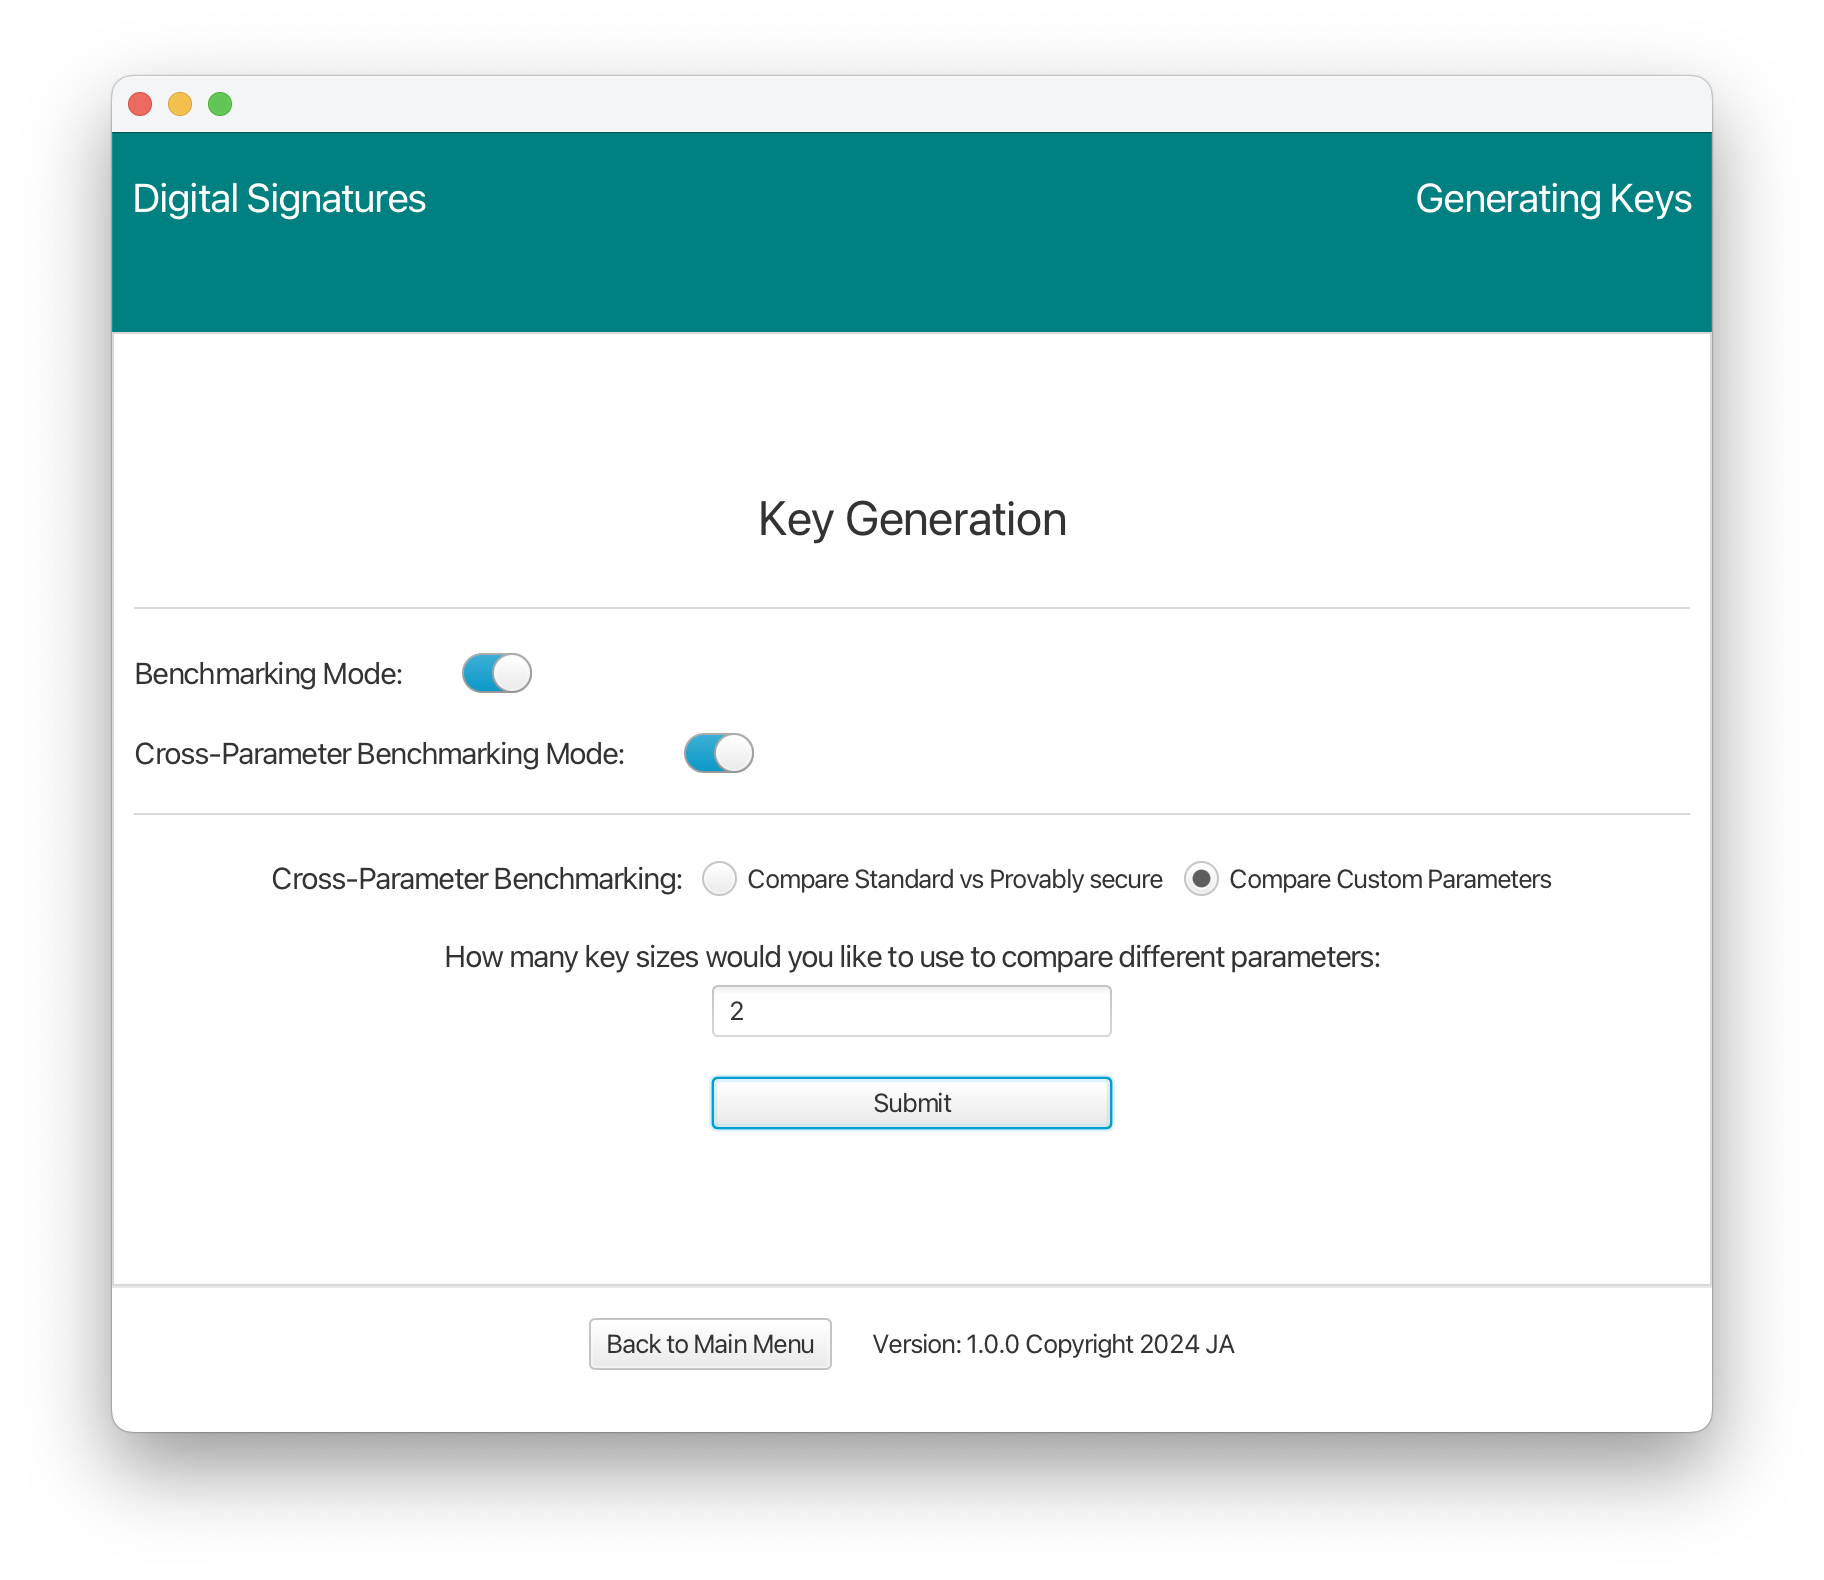 Digital Signatures
Generating Keys
Key Generation
Benchmarking Mode:
Cross-Parameter Benchmarking Mode:
Cross-Parameter Benchmarking: Compare Standard vs Provably secure Compare Custom Parameters
How many key sizes would you like to use to compare different parameters:
2
Submit
Back to Main Menu Version: 1.0.0 Copyright 2024 JA